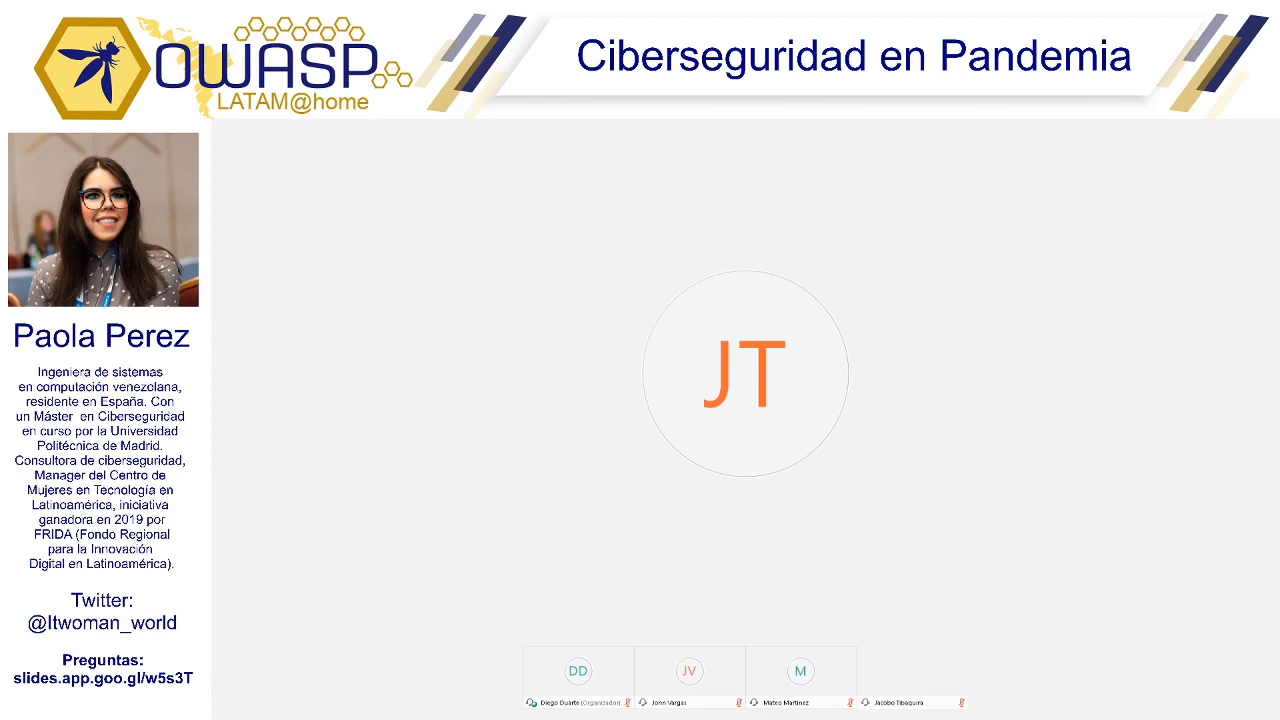 OWASP
LATAM@home
Ciberseguridad en Pandemia
Paola Perez
Ingeniera de sistemas
en computación venezolana,
residente en España. Con
un Máster en Ciberseguridad
en curso por la Universidad
Politécnica de Madrid.
Consultora de ciberseguridad,
Manager del Centro de
Mujeres en Tecnología en
Latinoamérica, iniciativa
ganadora en 2019 por
FRIDA (Fondo Regional
para la Innovación
Digital en Latinoamérica).
Twitter:
@Itwoman_world
Preguntas:
slides.app.goo.gl/w5s3T
JT
DD
JV
M
Diego Duarte (Organizador)
John Vargas
Mateo Martinez
Jacobo Tibaquira